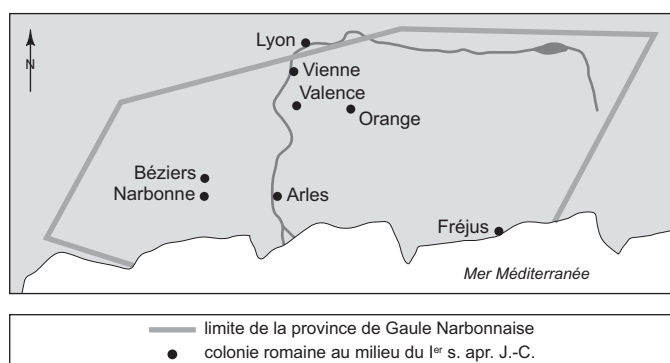 Lyon
N
Vienne
Valence
Orange
Béziers
Narbonne
Arles
Fréjus
Mer Méditerranée
limite de la province de Gaule Narbonnaise
colonie romaine au milieu du Ier s. apr. J.-C.